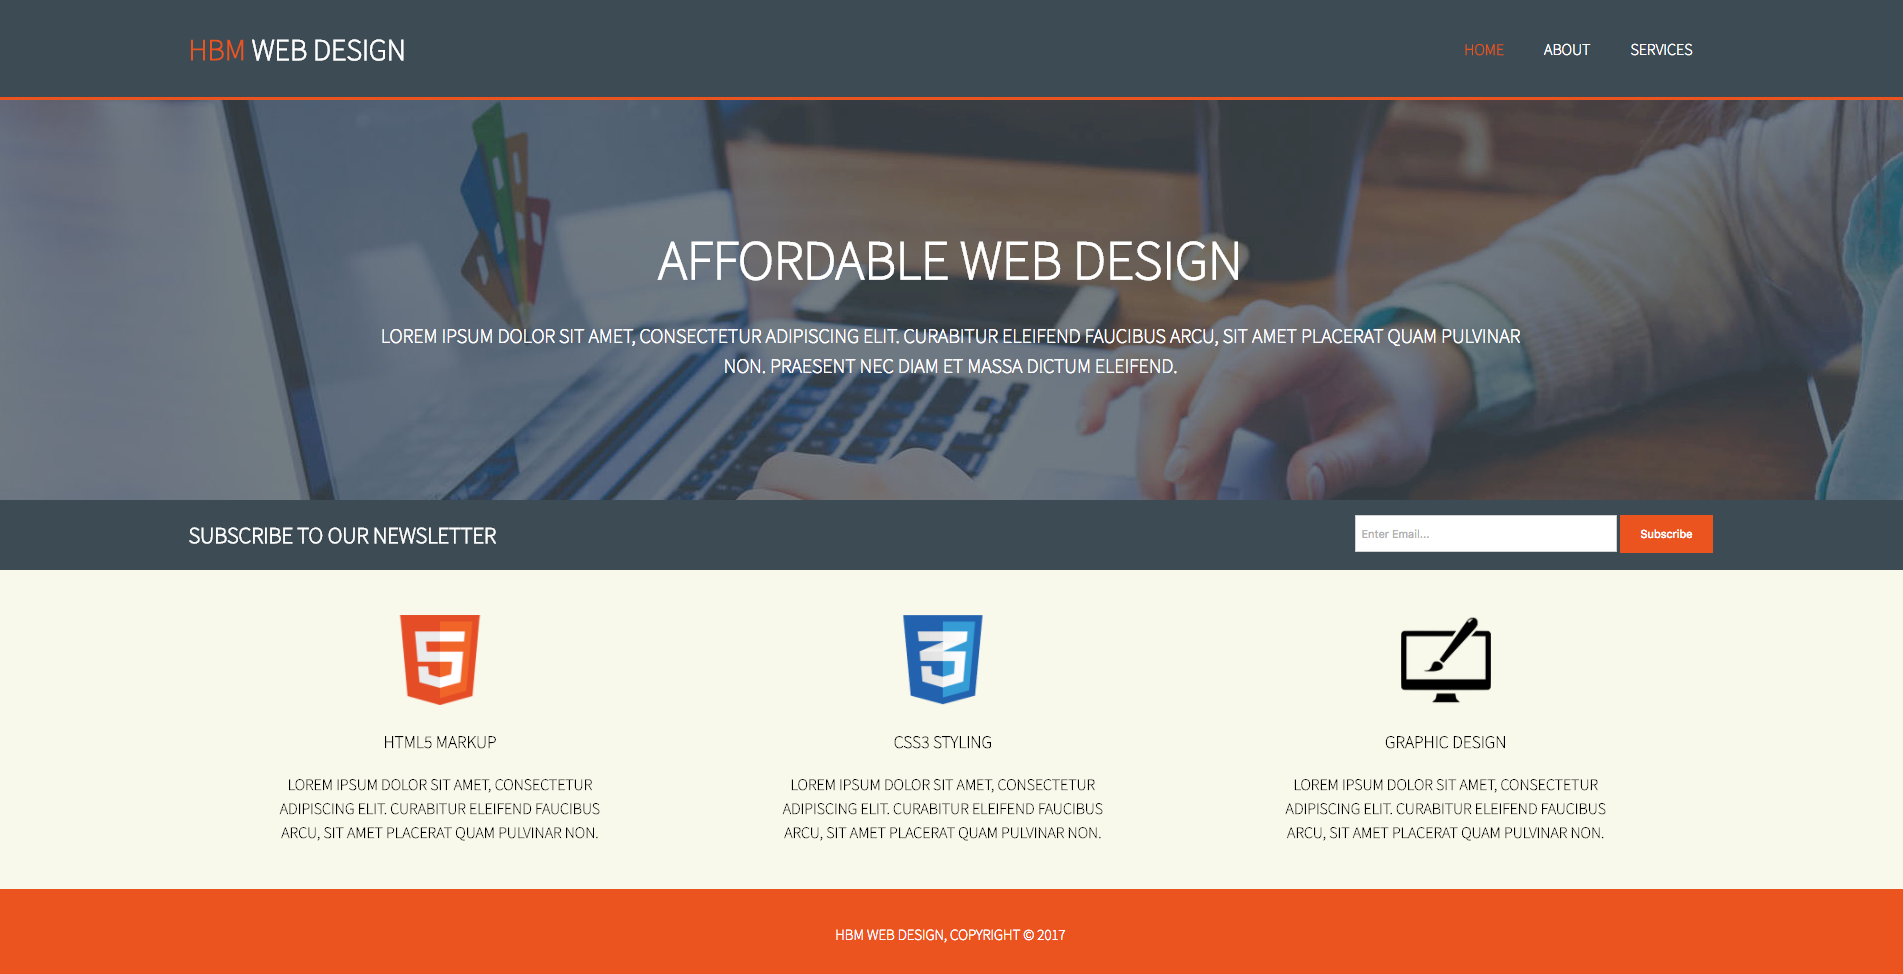 HBM WEB DESIGN
HOME ABOUT SERVICES
AFFORDABLE WEB DESIGN
LOREM IPSUM DOLOR SIT AMET, CONSECTETUR ADIPISCING ELIT. CURABITUR ELEIFEND FAUCIBUS ARCU, SIT AMET PLACERAT QUAM PULVINAR
NON. PRAESENT NEC DIAM ET MASSA DICTUM ELEIFEND.
SUBSCRIBE TO OUR NEWSLETTER
Enter Email...
Subscribe
HTML5 MARKUP
LOREM IPSUM DOLOR SIT AMET, CONSECTETUR
ADIPISCING ELIT. CURABITUR ELEIFEND FAUCIBUS
ARCU, SIT AMET PLACERAT QUAM PULVINAR NON.
CSS3 STYLING
LOREM IPSUM DOLOR SIT AMET, CONSECTETUR
ADIPISCING ELIT. CURABITUR ELEIFEND FAUCIBUS
ARCU, SIT AMET PLACERAT QUAM PULVINAR NON.
GRAPHIC DESIGN
LOREM IPSUM DOLOR SIT AMET, CONSECTETUR
ADIPISCING ELIT. CURABITUR ELEIFEND FAUCIBUS
ARCU, SIT AMET PLACERAT QUAM PULVINAR NON.
HBM WEB DESIGN, COPYRIGHT © 2017